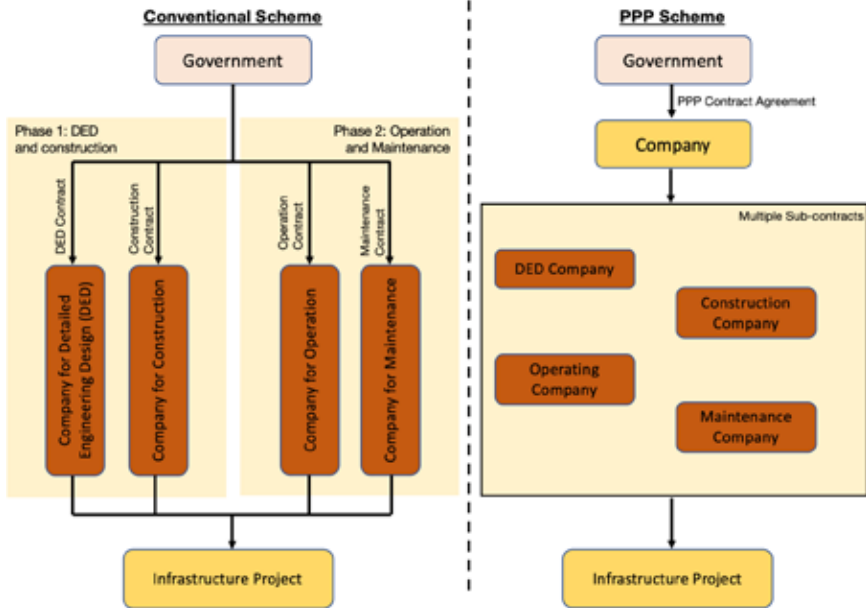 Conventional Scheme
Government
Phase 1: DED
and construction
Phase 2: Operation
and Maintenance
DED Contract
Construction
Contract
Operation
Contract
Maintenance
Contract
Company for Detailed
Engineering Design (DED)
Company for Construction
Company for Operation
Company for Maintenance
Infrastructure Project
PPP Scheme
Government
PPP Contract Agreement
Company
Multiple Sub-contracts
DED Company
Construction
Company
Operating
Company
Maintenance
Company
Infrastructure Project